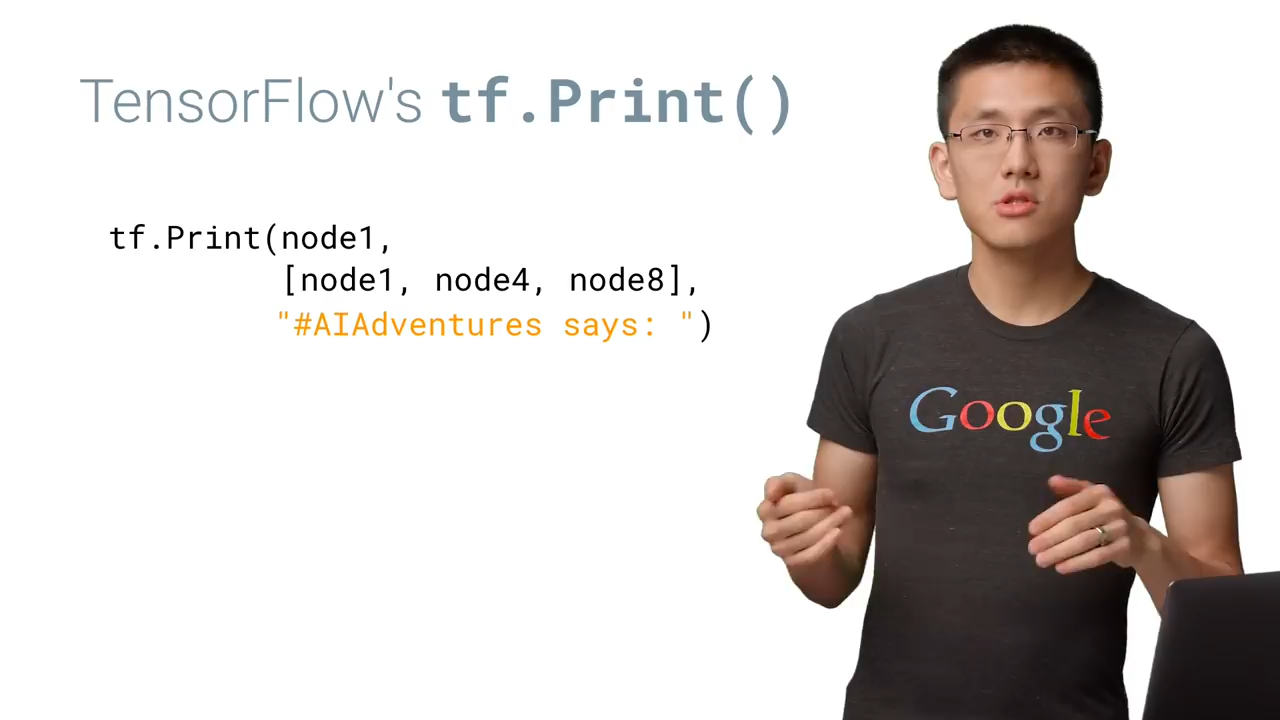 TensorFlow's tf.Print()
tf.Print(node1,
[node1, node4, node8],
"#AIAdventures says: ")
Google